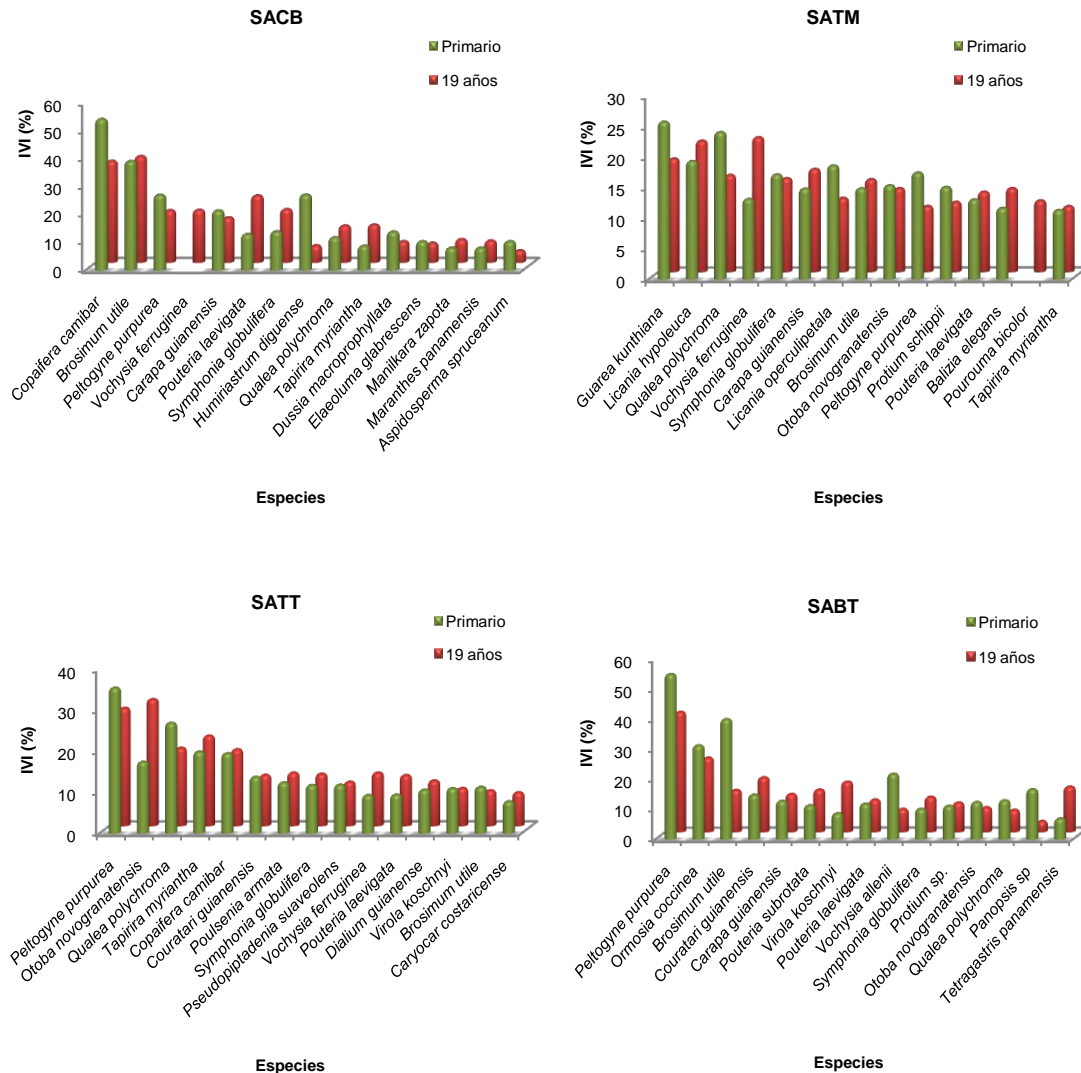 SACB
Primario
19 años
IVI (%)
60
50
40
30
20
10
0
Copaifera camibar
Brosimum utile
Peltogyne purpurea
Vochysia ferruginea
Carapa guianensis
Pouteria laevigata
Symphonia globulifera
Humiriastrum diguense
Qualea polychroma
Tapirira myriantha
Dussia macroprophyllata
Elaeoluma glabrescens
Manilkara zapota
Maranthes panamensis
Aspidosperma spruceanum
Especies
SATM
Primario
19 años
IVI (%)
30
25
20
15
10
5
0
Guarea kunthiana
Licania hypoleuca
Qualea polychroma
Vochysia ferruginea
Symphonia globulifera
Carapa guianensis
Licania operculipetala
Brosimum utile
Otoba novogranatensis
Peltogyne purpurea
Protium schippii
Pouteria laevigata
Balizia elegans
Pourouma bicolor
Tapirira myriantha
Especies
SATT
Primario
19 años
IVI (%)
40
30
20
10
0
Peltogyne purpurea
Otoba novogranatensis
Qualea polychroma
Tapirira myriantha
Copaifera camibar
Couratari guianensis
Poulsenia armata
Symphonia globulifera
Pseudopiptadenia suaveolens
Vochysia ferruginea
Pouteria laevigata
Dialium guianense
Virola koschnyi
Brosimum utile
Caryocar costaricense
Especies
SABT
Primario
19 años
IVI (%)
60
50
40
30
20
10
0
Peltogyne purpurea
Ormosia coccinea
Brosimum utile
Couratari guianensis
Carapa guianensis
Pouteria subrotata
Virola koschnyi
Pouteria laevigata
Vochysia allenii
Symphonia globulifera
Protium sp.
Otoba novogranatensis
Qualea polychroma
Panopsis sp
Tetragastris panamensis
Especies